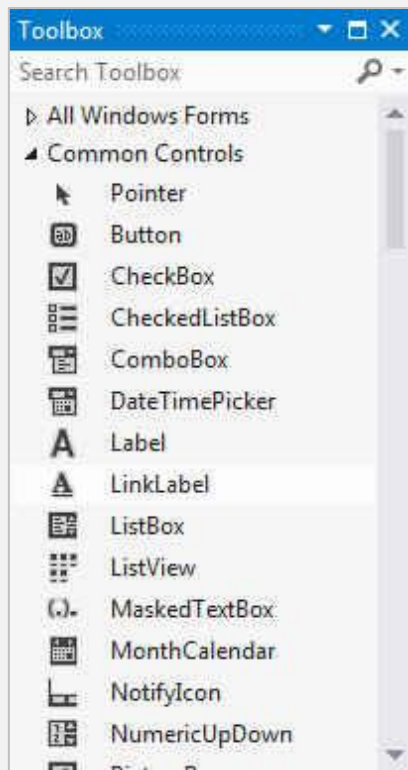 Toolbox
Search Toolbox
All Windows Forms
Common Controls
Pointer
Button
CheckBox
CheckedListBox
ComboBox
DateTimePicker
Label
LinkLabel
ListBox
ListView
MaskedTextBox
MonthCalendar
NotifyIcon
NumericUpDown